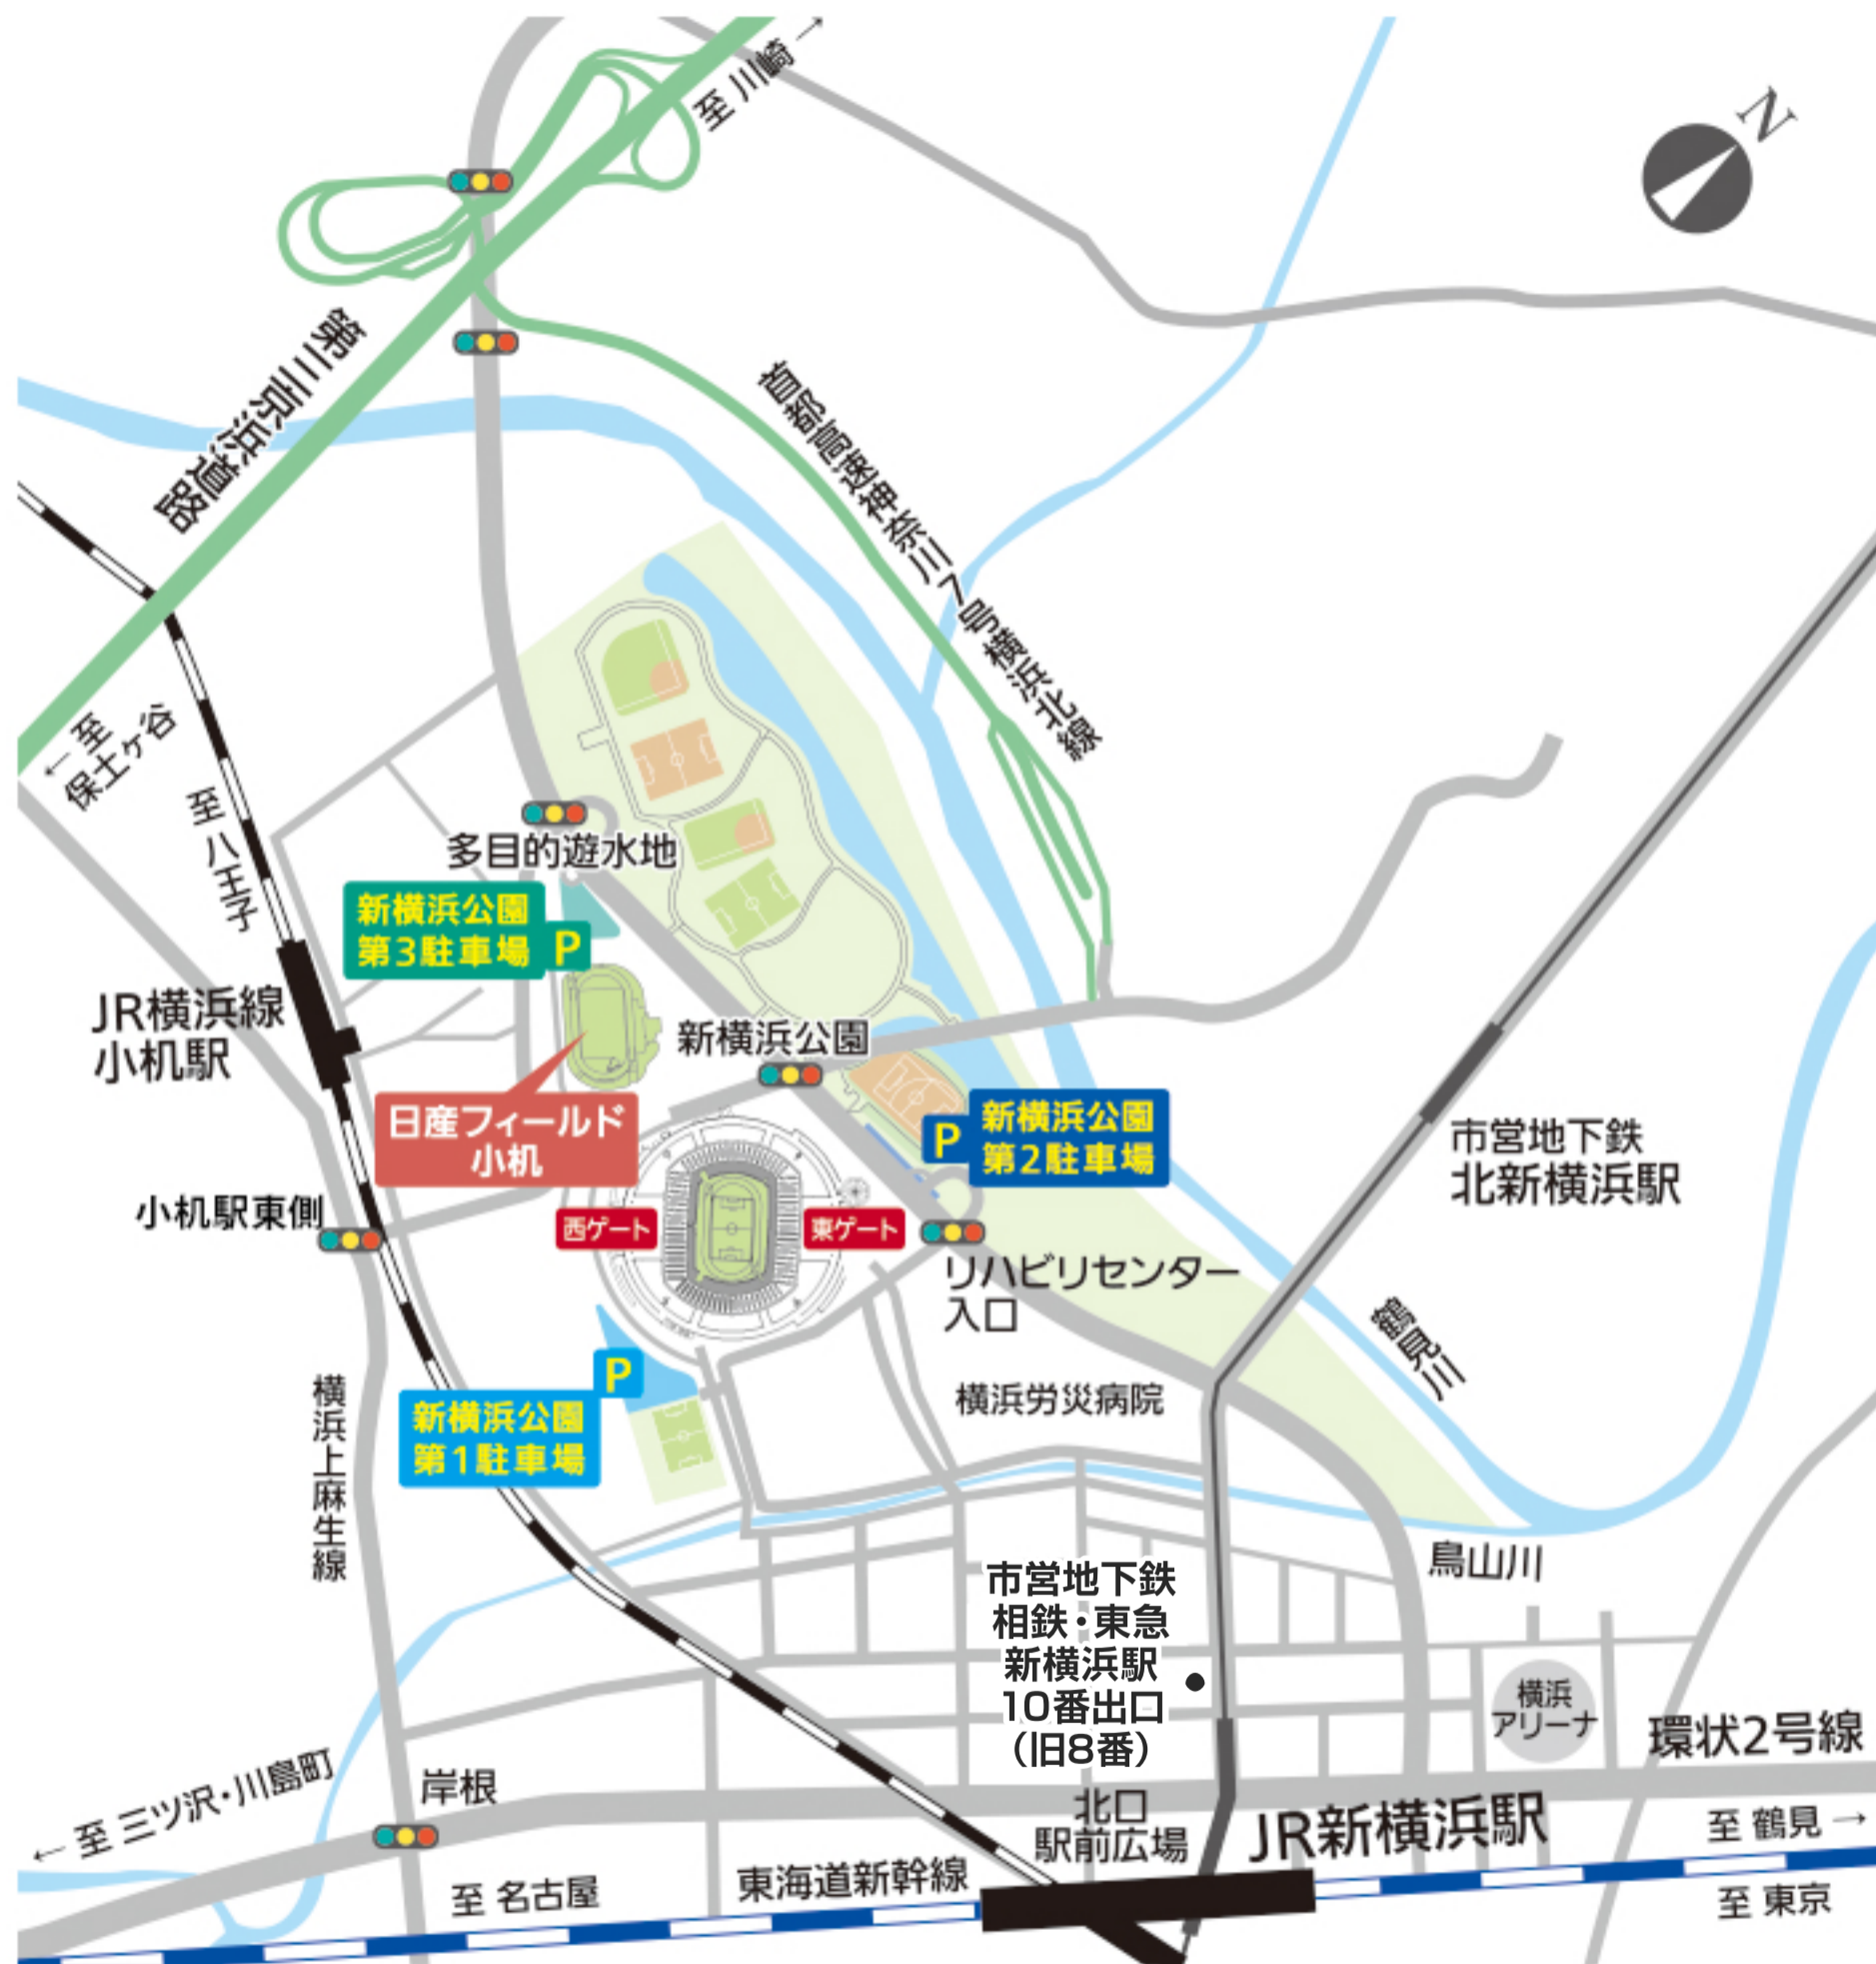 至 川崎 →
N
第三京浜道路
首都高速神奈川7号横浜北線
← 至
保土ヶ谷
至 八王子
多目的遊水地
新横浜公園
第3駐車場
P
JR横浜線
小机駅
新横浜公園
日産フィールド
小机
P
新横浜公園
第2駐車場
市営地下鉄
北新横浜駅
小机駅東側
西ゲート
東ゲート
リハビリセンター
入口
鶴見川
P
新横浜公園
第1駐車場
横浜労災病院
横浜上麻生線
鳥山川
市営地下鉄
相鉄・東急
新横浜駅
10番出口
(旧8番)
横浜
アリーナ
環状2号線
← 至 三ツ沢・川島町
岸根
北口
駅前広場
JR新横浜駅
至 鶴見 →
至 名古屋
東海道新幹線
至 東京